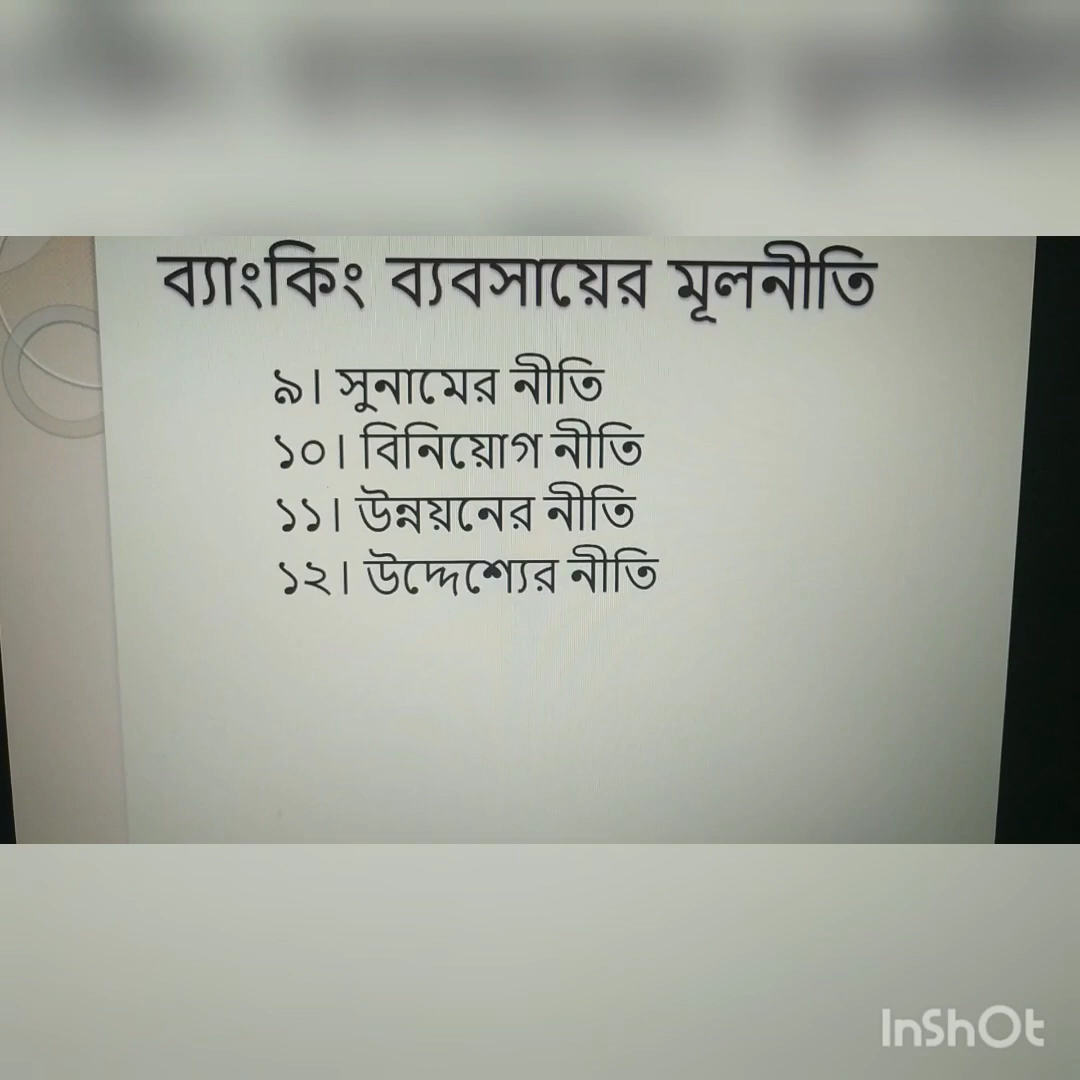 ব্যাংকিং ব্যবসায়ের মূলনীতি
৯। সুনামের নীতি
১০। বিনিয়োগ নীতি
১১। উন্নয়নের নীতি
১২। উদ্দেশ্যের নীতি
InShOt